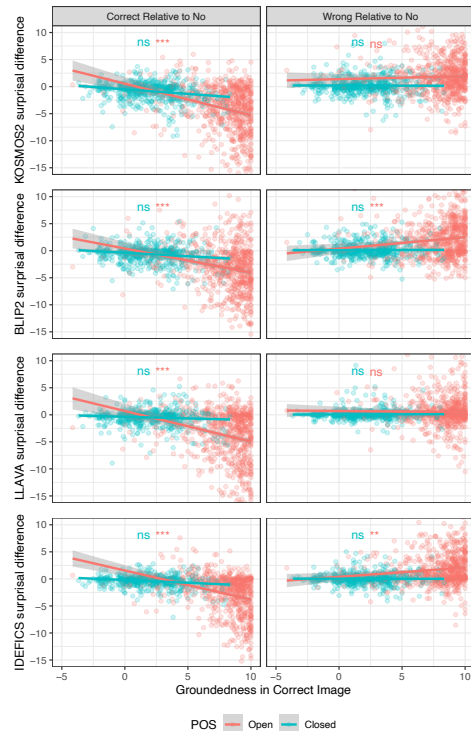 Correct Relative to No
Wrong Relative to No
KOSMOS2 surprisal difference
10
5
0
−5
−10
−15
ns ***
ns ns
BLIP2 surprisal difference
10
5
0
−5
−10
−15
ns ***
ns ***
LLAVA surprisal difference
10
5
0
−5
−10
−15
ns ***
ns ns
IDEFICS surprisal difference
10
5
0
−5
−10
−15
ns ***
ns **
−5 0 5 10 −5 0 5 10
Groundedness in Correct Image
POS Open Closed